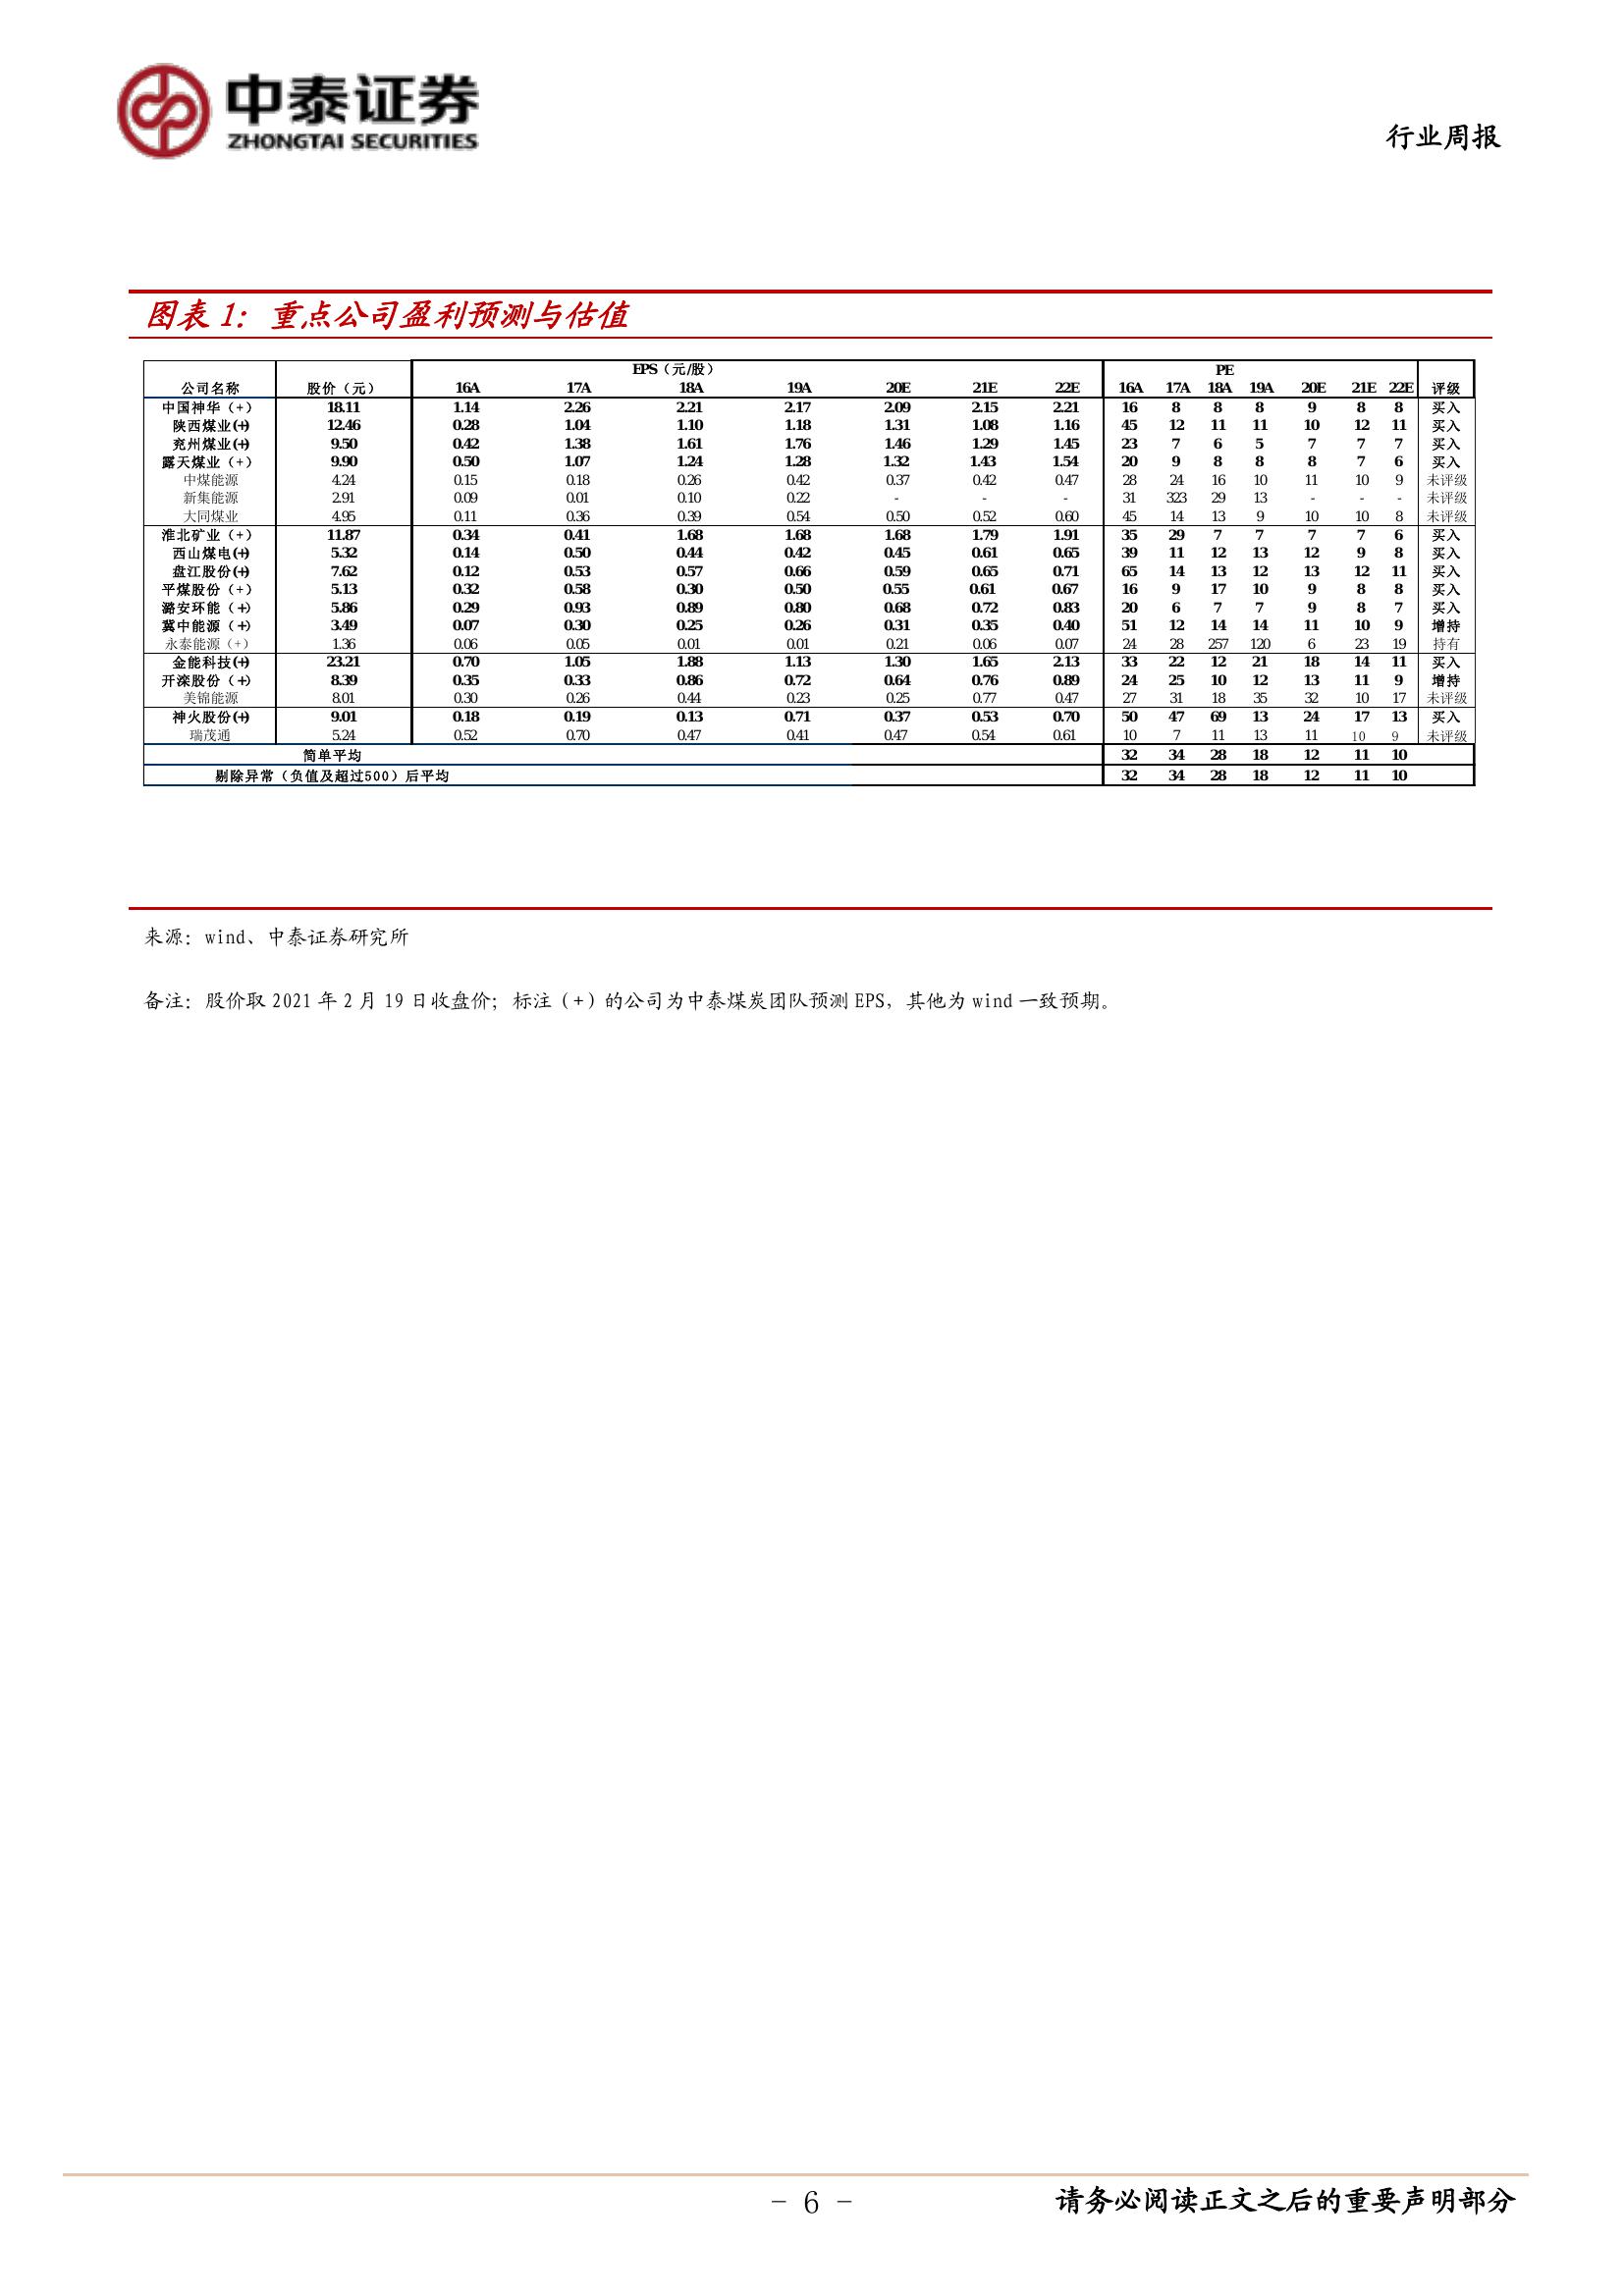 中泰证券
ZHONGTAI SECURITIES
行业周报
图表 1：重点公司盈利预测与估值
EPS（元/股） PE
公司名称 股价（元） 16A 17A 18A 19A 20E 21E 22E 16A 17A 18A 19A 20E 21E 22E 评级
中国神华（+） 18.11 1.14 2.26 2.21 2.17 2.09 2.15 2.21 16 8 8 8 9 8 8 买入
陕西煤业(+) 12.46 0.28 1.04 1.10 1.18 1.31 1.08 1.16 45 12 11 11 10 12 11 买入
兖州煤业(+) 9.50 0.42 1.38 1.61 1.76 1.46 1.29 1.45 23 7 6 5 7 7 7 买入
露天煤业（+） 9.90 0.50 1.07 1.24 1.28 1.32 1.43 1.54 20 9 8 8 8 7 6 买入
中煤能源 4.24 0.15 0.18 0.26 0.42 0.37 0.42 0.47 28 24 16 10 11 10 9 未评级
新集能源 2.91 0.09 0.01 0.10 0.22 - - - 31 323 29 13 - - - 未评级
大同煤业 4.95 0.11 0.36 0.39 0.54 0.50 0.52 0.60 45 14 13 9 10 10 8 未评级
淮北矿业（+） 11.87 0.34 0.41 1.68 1.68 1.68 1.79 1.91 35 29 7 7 7 7 6 买入
西山煤电(+) 5.32 0.14 0.50 0.44 0.42 0.45 0.61 0.65 39 11 12 13 12 9 8 买入
盘江股份(+) 7.62 0.12 0.53 0.57 0.66 0.59 0.65 0.71 65 14 13 12 13 12 11 买入
平煤股份（+） 5.13 0.32 0.58 0.30 0.50 0.55 0.61 0.67 16 9 17 10 9 8 8 买入
潞安环能（+） 5.86 0.29 0.93 0.89 0.80 0.68 0.72 0.83 20 6 7 7 9 8 7 买入
冀中能源（+） 3.49 0.07 0.30 0.25 0.26 0.31 0.35 0.40 51 12 14 14 11 10 9 增持
永泰能源（+） 1.36 0.06 0.05 0.01 0.01 0.21 0.06 0.07 24 28 257 120 6 23 19 持有
金能科技(+) 23.21 0.70 1.05 1.88 1.13 1.30 1.65 2.13 33 22 12 21 18 14 11 买入
开滦股份（+） 8.39 0.35 0.33 0.86 0.72 0.64 0.76 0.89 24 25 10 12 13 11 9 增持
美锦能源 8.01 0.30 0.26 0.44 0.23 0.25 0.77 0.47 27 31 18 35 32 10 17 未评级
神火股份(+) 9.01 0.18 0.19 0.13 0.71 0.37 0.53 0.70 50 47 69 13 24 17 13 买入
瑞茂通 5.24 0.52 0.70 0.47 0.41 0.47 0.54 0.61 10 7 11 13 11 10 9 未评级
简单平均 32 34 28 18 12 11 10
剔除异常（负值及超过500）后平均 32 34 28 18 12 11 10
来源：wind、中泰证券研究所
备注：股价取 2021 年 2 月 19 日收盘价；标注（+）的公司为中泰煤炭团队预测 EPS，其他为 wind 一致预期。
- 6 -
请务必阅读正文之后的重要声明部分